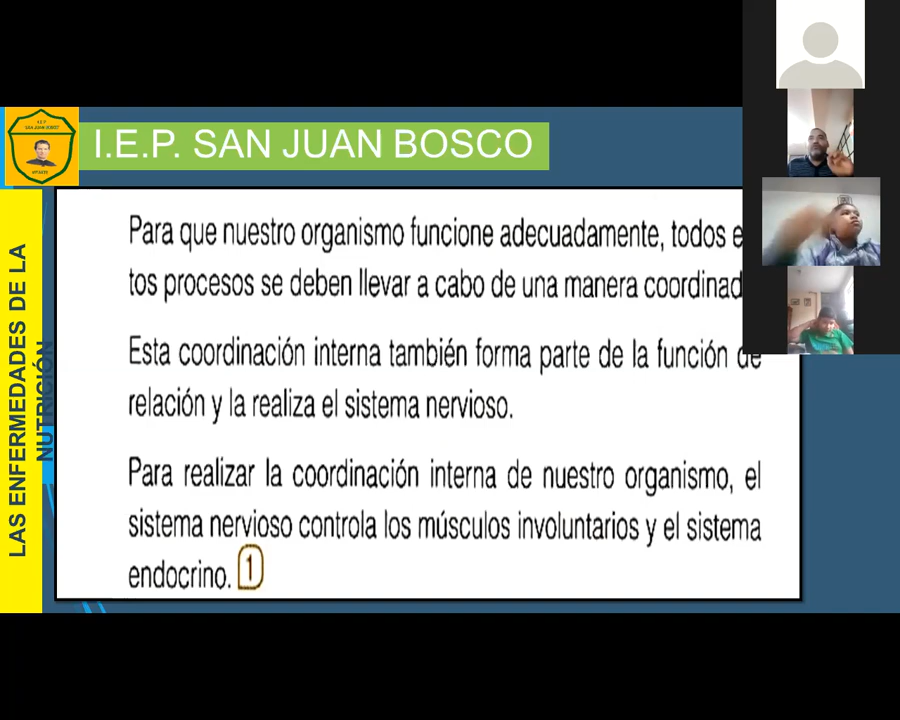 I.E.P. SAN JUAN BOSCO
LAS ENFERMEDADES DE LA
NUTRICIÓN
Para que nuestro organismo funcione adecuadamente, todos e
tos procesos se deben llevar a cabo de una manera coordinad
Esta coordinación interna también forma parte de la función de
relación y la realiza el sistema nervioso.
Para realizar la coordinación interna de nuestro organismo, el
sistema nervioso controla los músculos involuntarios y el sistema
endocrino. 1